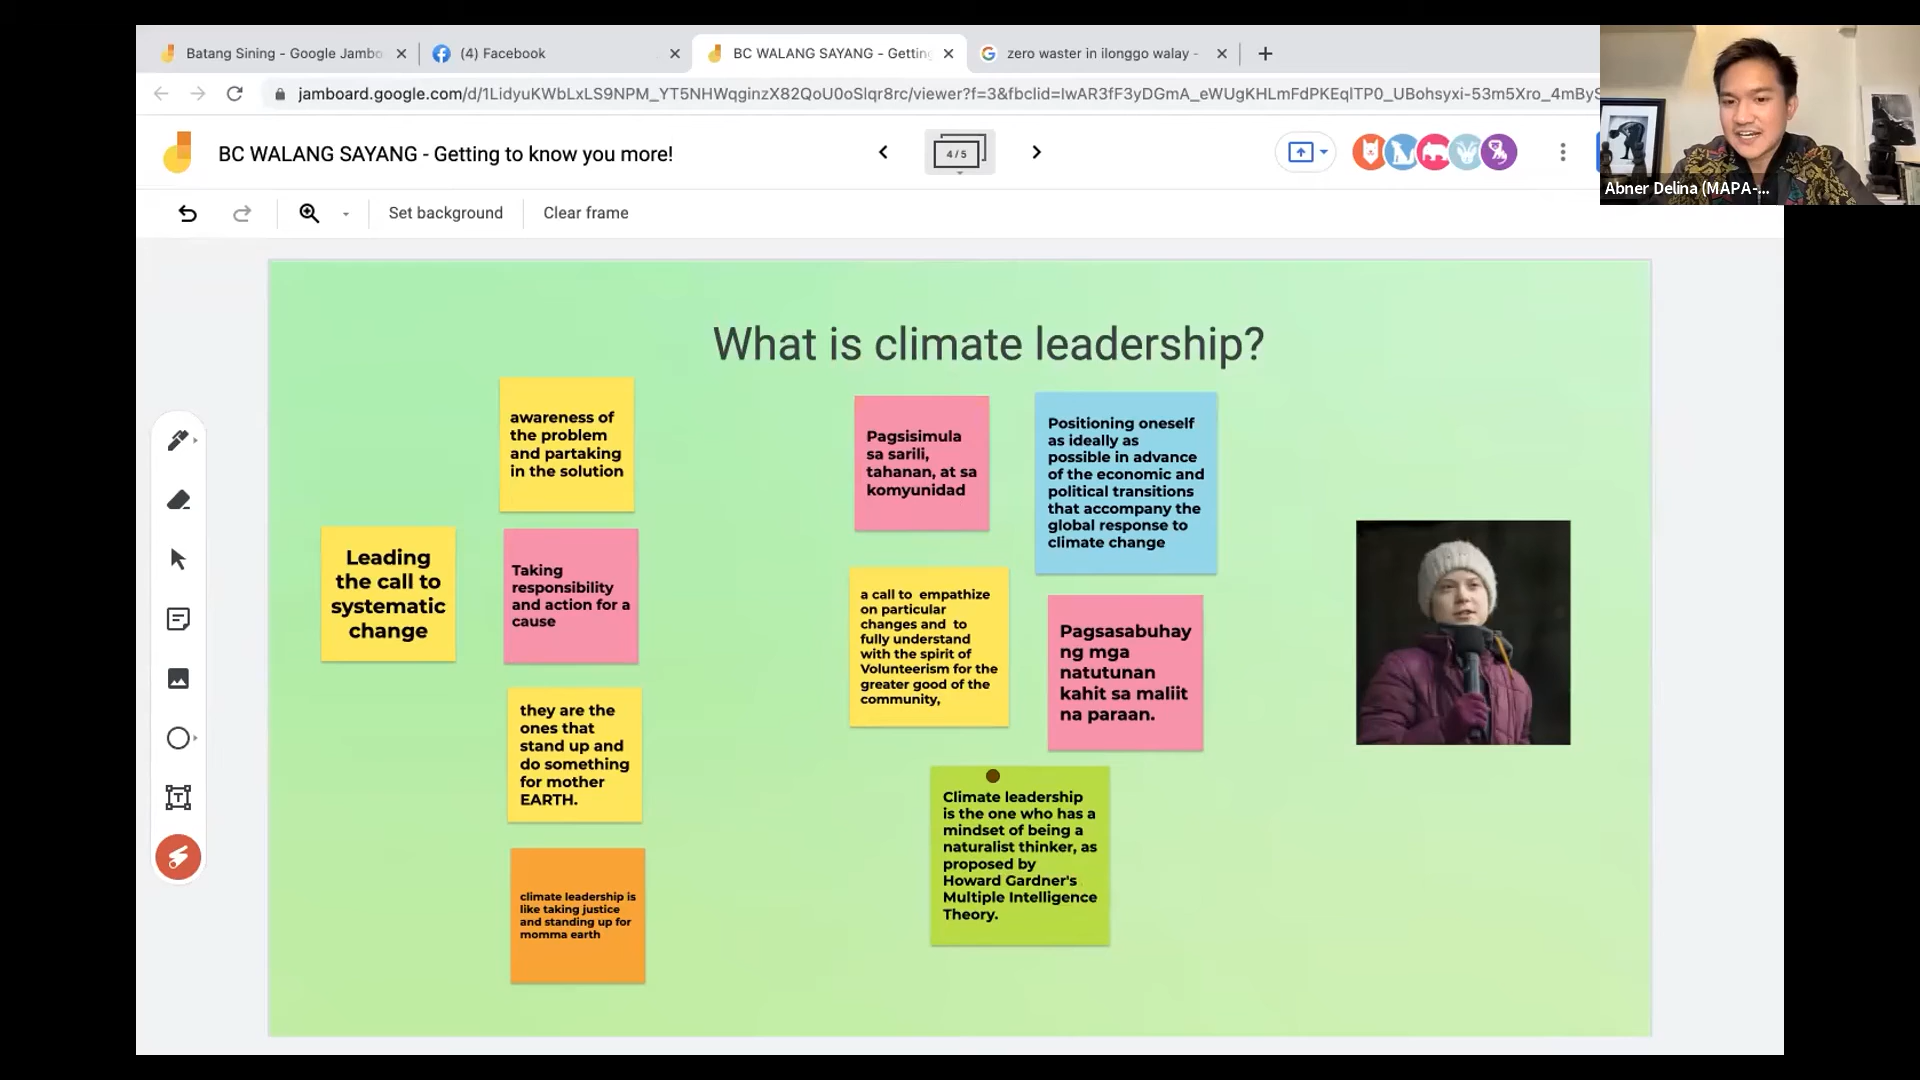 Batang Sining - Google Jambo
(4) Facebook
BC WALANG SAYANG - Getting
zero waster in ilonggo walay -
jamboard.google.com/d/1LidyuKWbLxLS9NPM_YT5NHWqginzX82QoU0oSlqr8rc/viewer?f=3&fbclid=IwAR3fF3yDGmA_eWUgKHLmFdPKEqlTP0_UBohsyxi-53m5Xro_4mByS
BC WALANG SAYANG - Getting to know you more!
4 / 5
Abner Delina (MAPA-...
Set background
Clear frame
What is climate leadership?
awareness of
the problem
and partaking
in the solution
Leading
the call to
systematic
change
Taking
responsibility
and action for a
cause
they are the
ones that
stand up and
do something
for mother
EARTH.
climate leadership is
like taking justice
and standing up for
momma earth
Pagsisimula
sa sarili,
tahanan, at sa
komyunidad
Positioning oneself
as ideally as
possible in advance
of the economic and
political transitions
that accompany the
global response to
climate change
a call to empathize
on particular
changes and to
fully understand
with the spirit of
Volunteerism for the
greater good of the
community,
Pagsasabuhay
ng mga
natutunan
kahit sa maliit
na paraan.
Climate leadership
is the one who has a
mindset of being a
naturalist thinker, as
proposed by
Howard Gardner's
Multiple Intelligence
Theory.